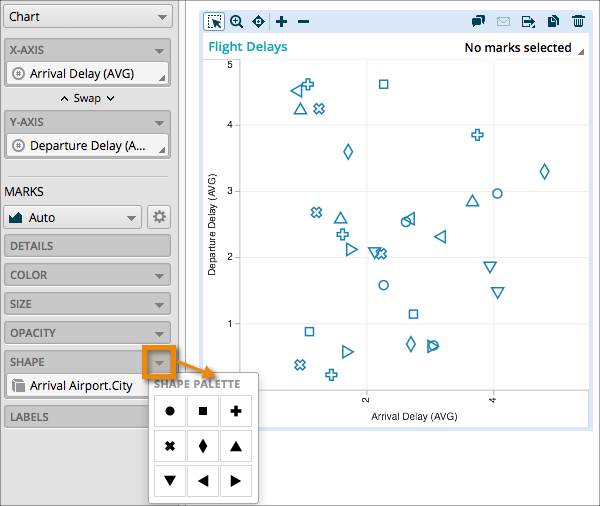 Chart
X-AXIS
Arrival Delay (AVG)
Swap
Y-AXIS
Departure Delay (A...
MARKS
Auto
DETAILS
COLOR
SIZE
OPACITY
SHAPE
Arrival Airport.City
LABELS
SHAPE PALETTE
Flight Delays
No marks selected
Departure Delay (AVG)
5
4
3
2
1
2
4
Arrival Delay (AVG)